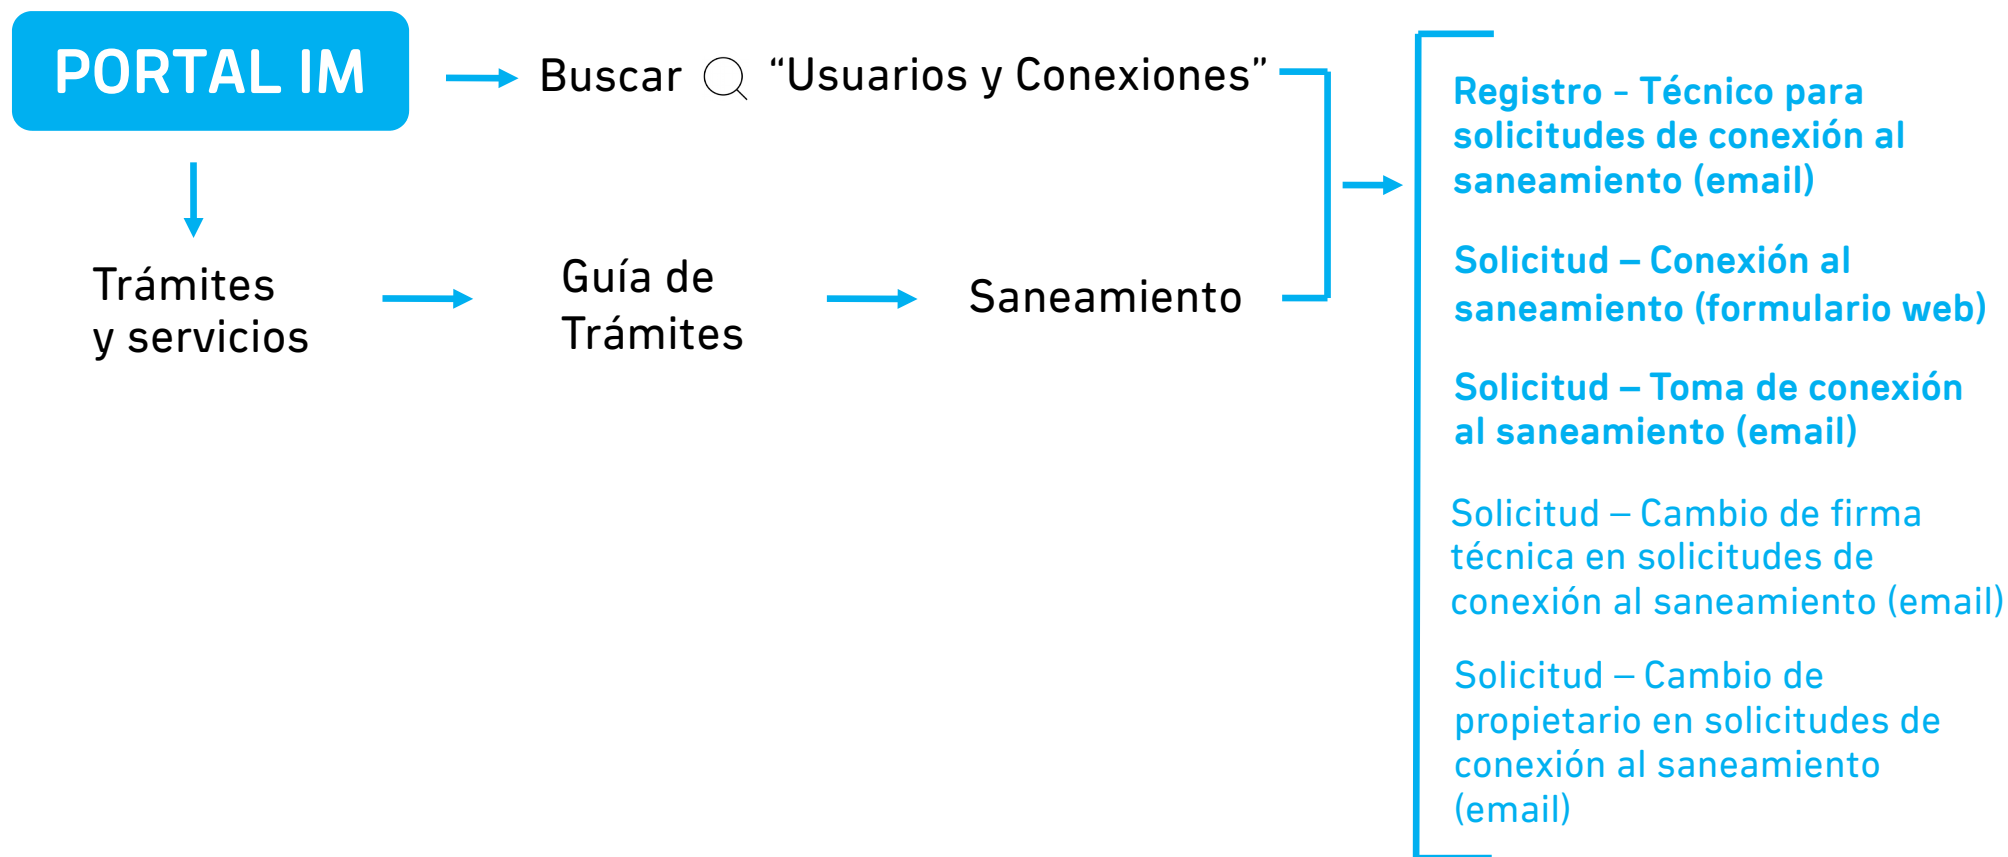 PORTAL IM
Buscar “Usuarios y Conexiones”
Trámites
y servicios
Guía de
Trámites
Saneamiento
Registro - Técnico para
solicitudes de conexión al
saneamiento (email)
Solicitud – Conexión al
saneamiento (formulario web)
Solicitud – Toma de conexión
al saneamiento (email)
Solicitud – Cambio de firma
técnica en solicitudes de
conexión al saneamiento (email)
Solicitud – Cambio de
propietario en solicitudes de
conexión al saneamiento
(email)